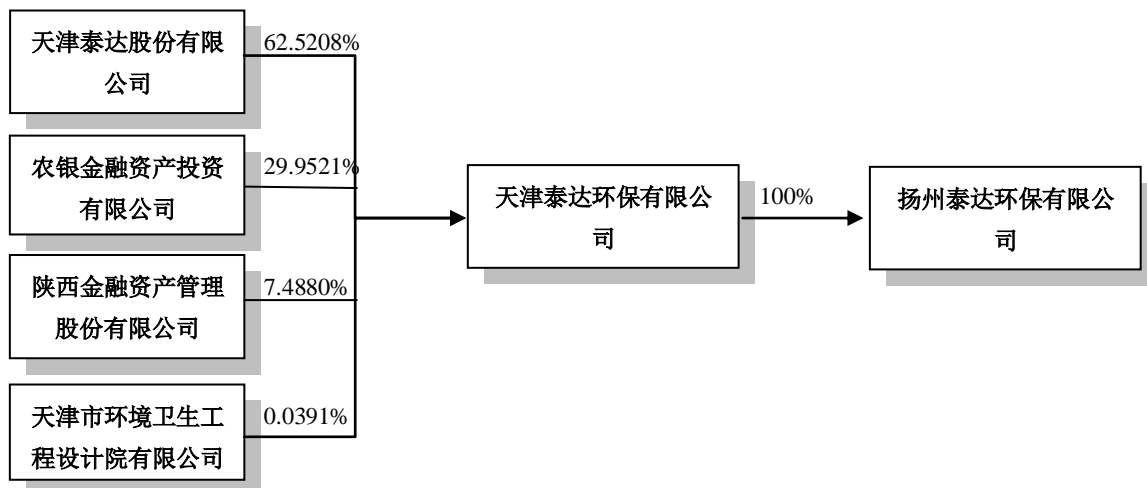 天津泰达股份有限
公司
62.5208%
农银金融资产投资
有限公司
29.9521%
陕西金融资产管理
股份有限公司
7.4880%
天津市环境卫生工
程设计院有限公司
0.0391%
天津泰达环保有限公
司
100%
扬州泰达环保有限公
司